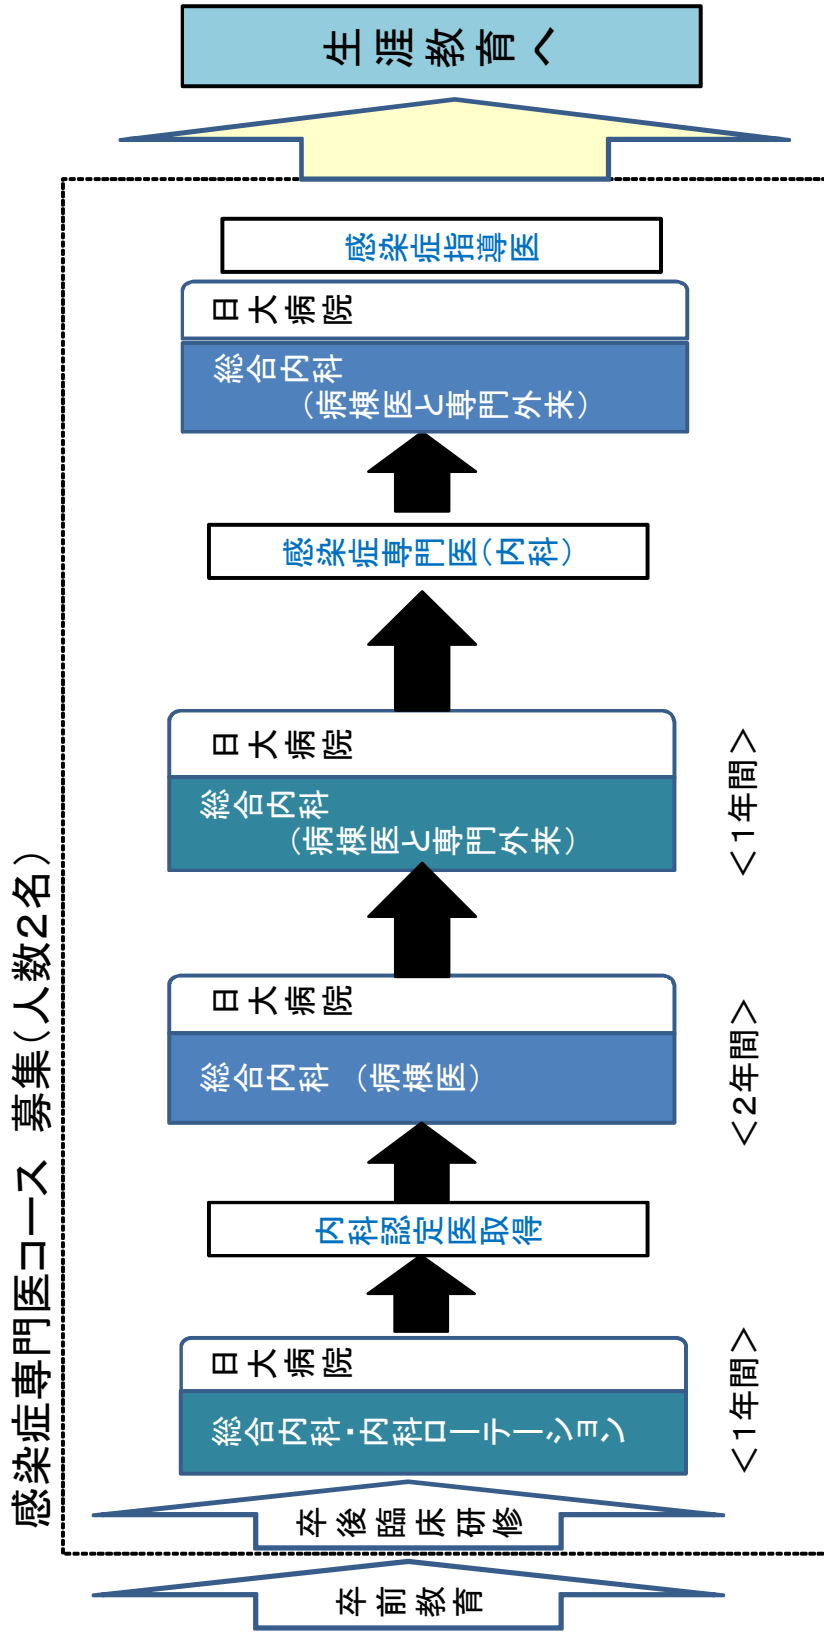 感染症専門医コース 募集(人数2名)
卒前教育
卒後臨床研修
日大病院
総合内科・内科ローテーション
<1年間>
内科認定医取得
日大病院
総合内科 (病棟医)
<2年間>
日大病院
総合内科
(病棟医と専門外来)
<1年間>
感染症専門医(内科)
日大病院
総合内科
(病棟医と専門外来)
感染症指導医
生涯教育へ